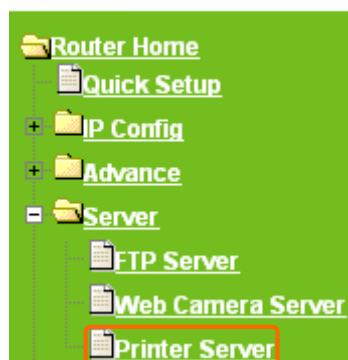 Router Home
Quick Setup
IP Config
Advance
Server
FTP Server
Web Camera Server
Printer Server